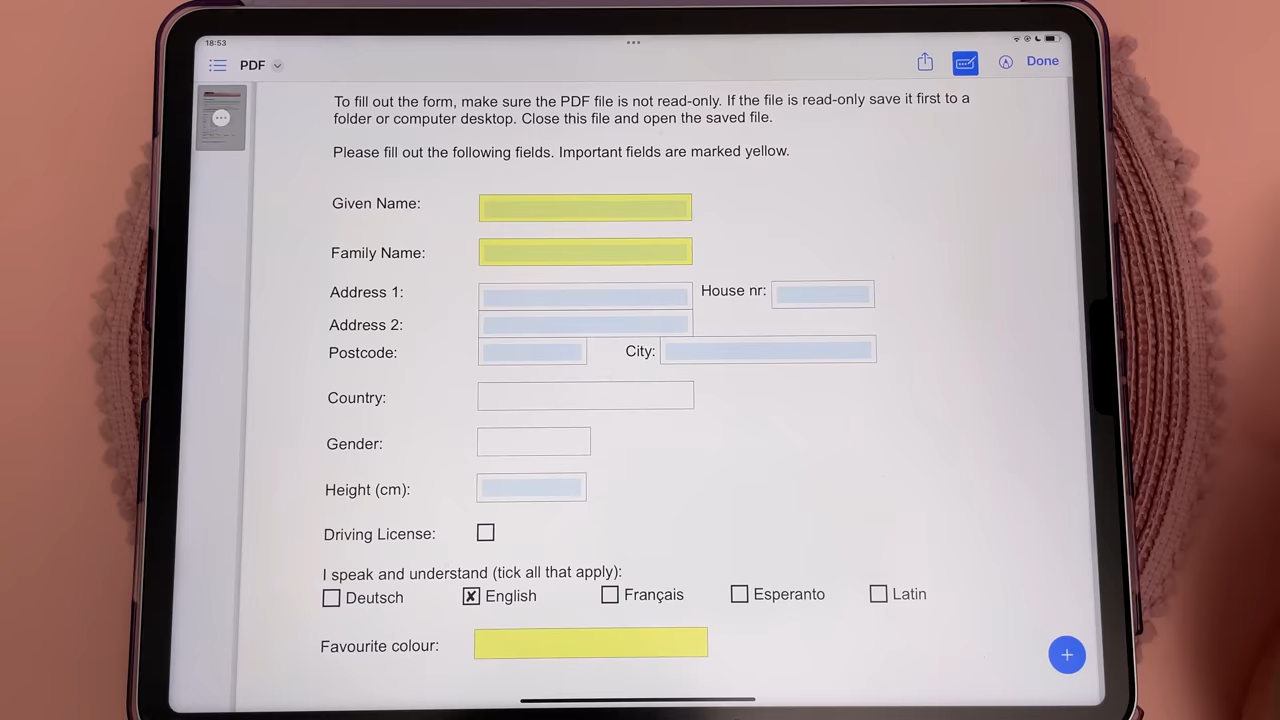 18:53
PDF
Done
To fill out the form, make sure the PDF file is not read-only. If the file is read-only save it first to a
folder or computer desktop. Close this file and open the saved file.
Please fill out the following fields. Important fields are marked yellow.
Given Name:
Family Name:
Address 1:
House nr:
Address 2:
Postcode:
City:
Country:
Gender:
Height (cm):
Driving License:
I speak and understand (tick all that apply):
Deutsch
English
Français
Esperanto
Latin
Favourite colour: